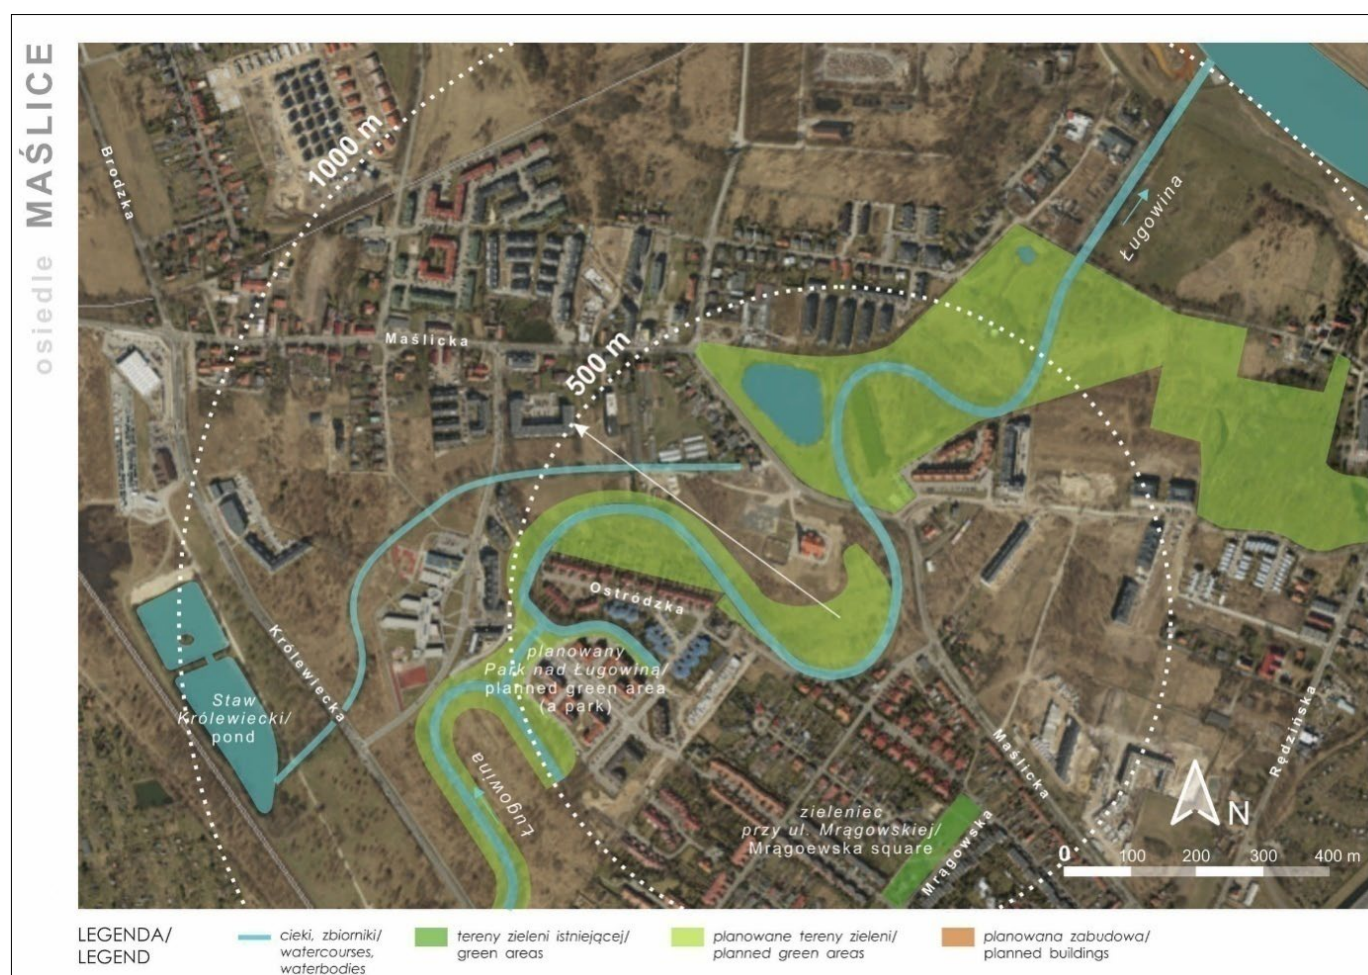 osiedle MAŚLICE
1000 m
Brodzka
Ługowina
Maślicka
500 m
Ostródzka
planowany
Park nad Ługowiną/
planned green area
(a park)
Królewiecka
Staw
Królewiecki/
pond
Ługowina
Maślicka
Rędzińska
zieleniec
przy ul. Mrągowskiej/
Mrągoewska square
Mrągowska
N
0 100 200 300 400 m
LEGENDA/
LEGEND
cieki, zbiorniki/
watercourses,
waterbodies
tereny zieleni istniejącej/
green areas
planowane tereny zieleni/
planned green areas
planowana zabudowa/
planned buildings